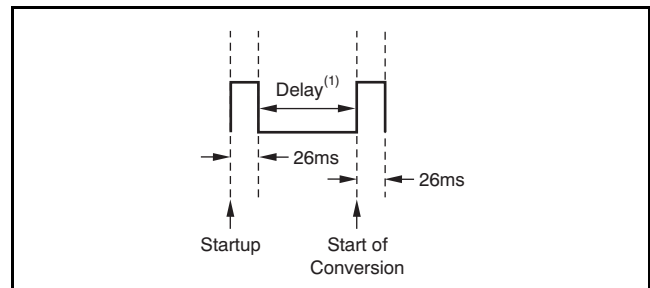 Delay(1)
26ms
26ms
Startup
Start of
Conversion